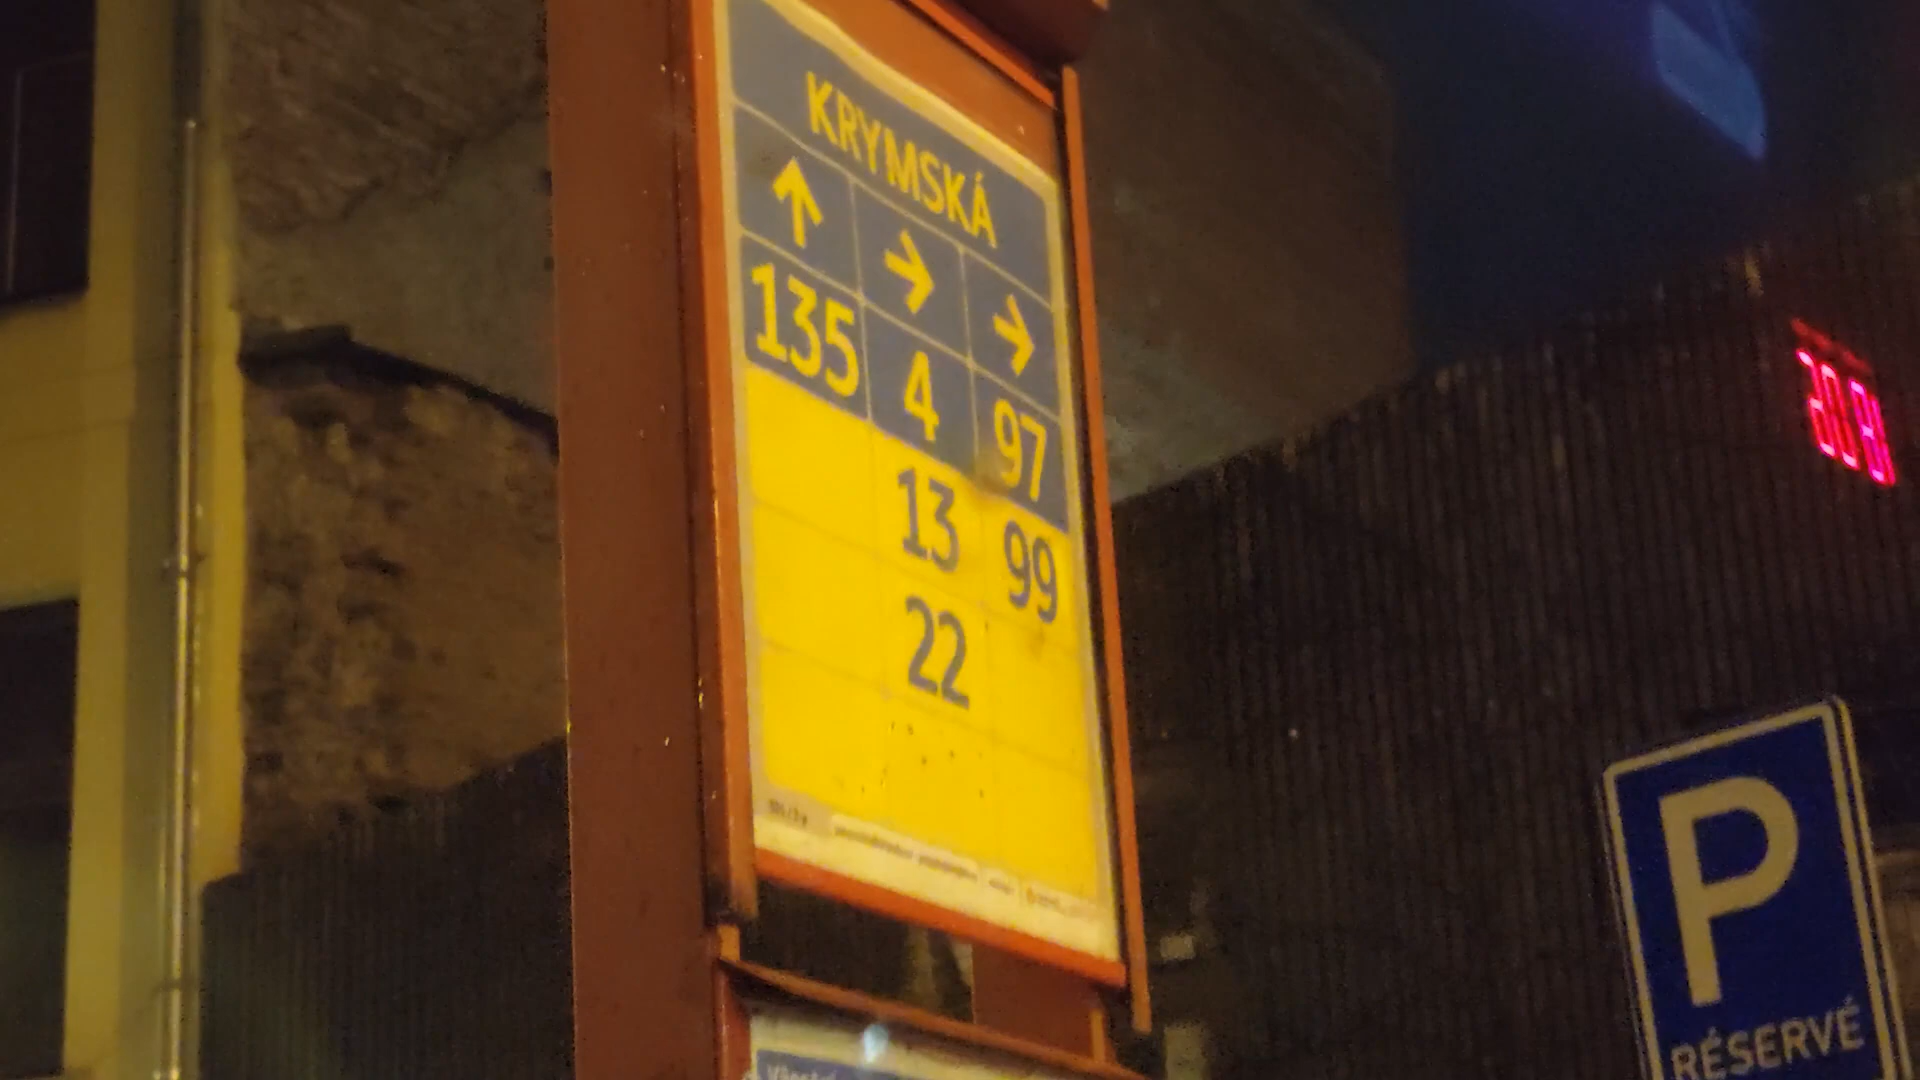 KRYMSKÁ
↑ → →
135 4 97
13 99
22
P
RÉSERVÉ